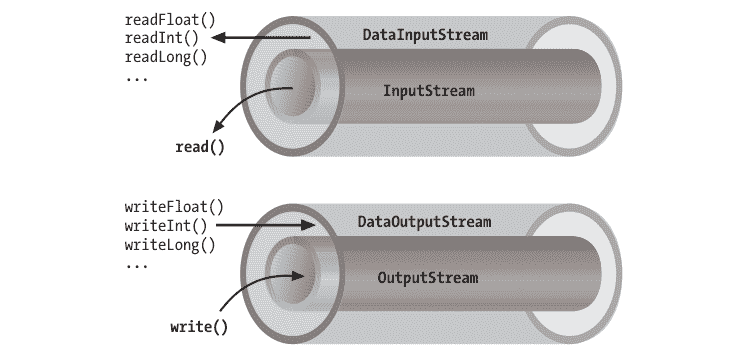 readFloat()
readInt()
readLong()
...
DataInputStream
InputStream
read()
writeFloat()
writeInt()
writeLong()
...
DataOutputStream
OutputStream
write()